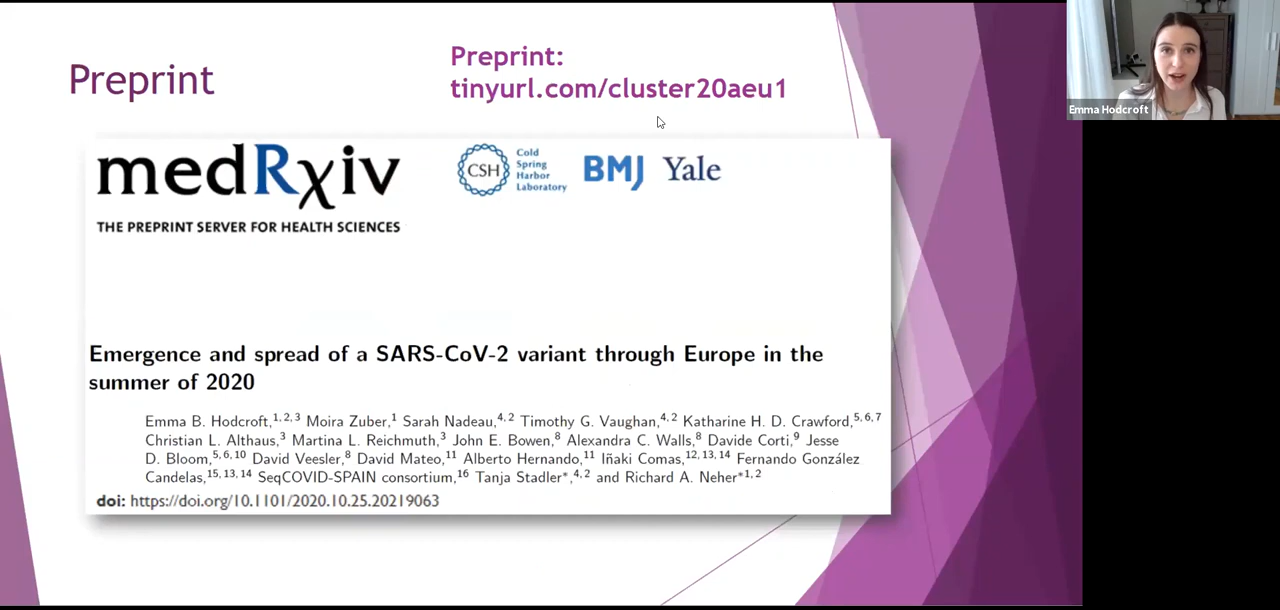 Preprint
Preprint:
tinyurl.com/cluster20aeu1
Emma Hodcroft
medRxiv
THE PREPRINT SERVER FOR HEALTH SCIENCES
CSH
Cold
Spring
Harbor
Laboratory
BMJ
Yale
Emergence and spread of a SARS-CoV-2 variant through Europe in the
summer of 2020
Emma B. Hodcroft,1,2,3 Moira Zuber,1 Sarah Nadeau,4,2 Timothy G. Vaughan,4,2 Katharine H. D. Crawford,5,6,7
Christian L. Althaus,3 Martina L. Reichmuth,3 John E. Bowen,8 Alexandra C. Walls,8 Davide Corti,9 Jesse
D. Bloom,5,6,10 David Veesler,8 David Mateo,11 Alberto Hernando,11 Iñaki Comas,12,13,14 Fernando González
Candelas,15,13,14 SeqCOVID-SPAIN consortium,16 Tanja Stadler*,4,2 and Richard A. Neher*1,2
doi: https://doi.org/10.1101/2020.10.25.20219063